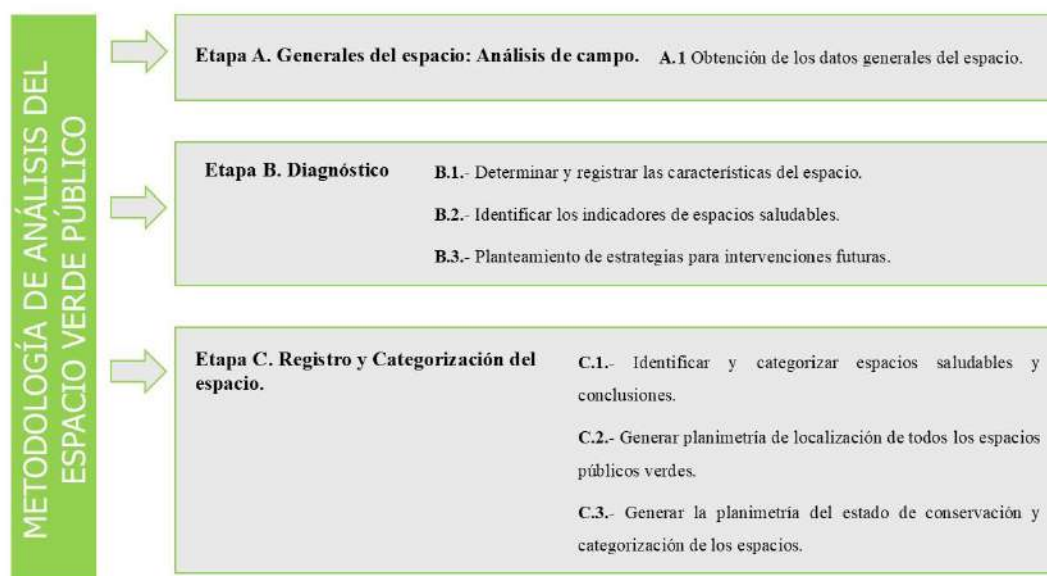 METODOLOGÍA DE ANÁLISIS DEL
ESPACIO VERDE PÚBLICO
Etapa A. Generales del espacio: Análisis de campo. A.1 Obtención de los datos generales del espacio.
Etapa B. Diagnóstico
B.1.- Determinar y registrar las características del espacio.
B.2.- Identificar los indicadores de espacios saludables.
B.3.- Planteamiento de estrategias para intervenciones futuras.
Etapa C. Registro y Categorización del
espacio.
C.1.- Identificar y categorizar espacios saludables y
conclusiones.
C.2.- Generar planimetría de localización de todos los espacios
públicos verdes.
C.3.- Generar la planimetría del estado de conservación y
categorización de los espacios.